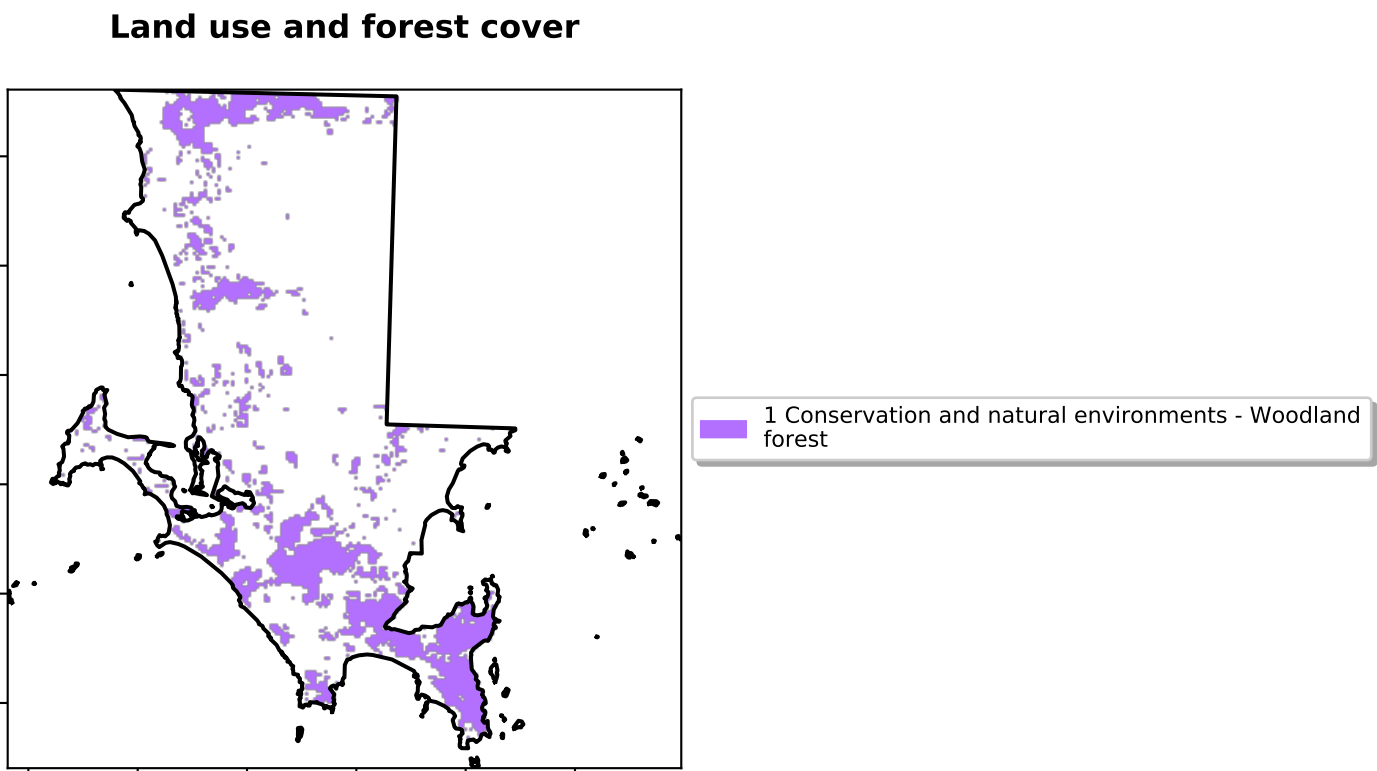 Land use and forest cover
1 Conservation and natural environments - Woodland
forest